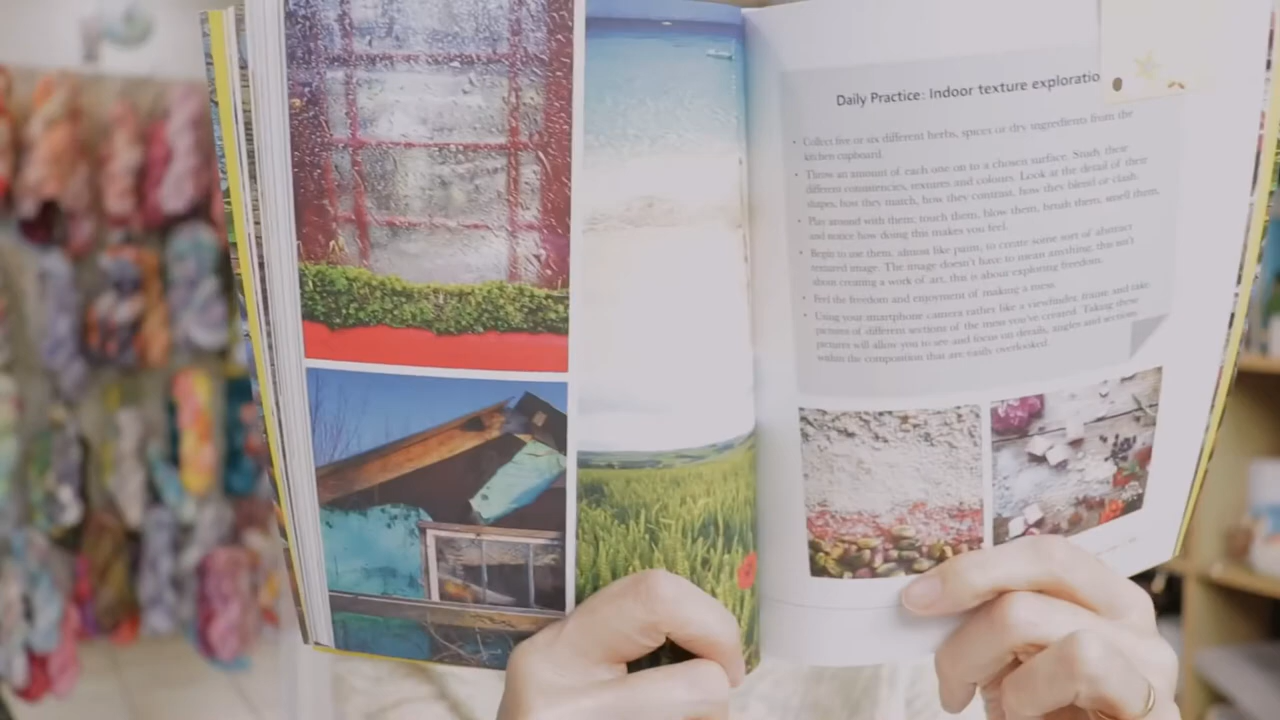 Daily Practice: Indoor texture exploratio
• Collect five or six different herbs, spices or dry ingredients from the
kitchen cupboard.
• Throw an amount of each one on to a chosen surface. Study these
different consistencies, textures and colours. Look at the detail of their
shapes, how they match, how they contrast, how they blend or clash.
• Play around with them; touch them, blow them, brush them, smell them,
and notice how doing this makes you feel.
• Begin to use them, almost like paint, to create some sort of abstract
textured image. The image doesn't have to mean anything; this isn't
about creating a work of art, this is about exploring freedom.
• Feel the freedom and enjoyment of making a mess.
• Using your smartphone camera rather like a viewfinder, frame and take
pictures of different sections of the mess you've created. Taking these
pictures will allow you to see and focus on details, angles and sections
within the composition that are easily overlooked.